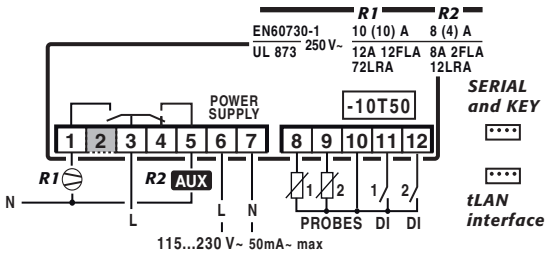 R1 R2
EN60730-1 10 (10) A 8 (4) A
UL 873 250 V~ 12A 12FLA 8A 2FLA
72LRA 12LRA
SERIAL
and KEY
POWER
SUPPLY
-10T50
1 2 3 4 5 6 7 8 9 10 11 12
R1 R2 AUX 1 2 1 2
N L L N PROBES DI DI
115...230 V~ 50mA~ max
tLAN
interface